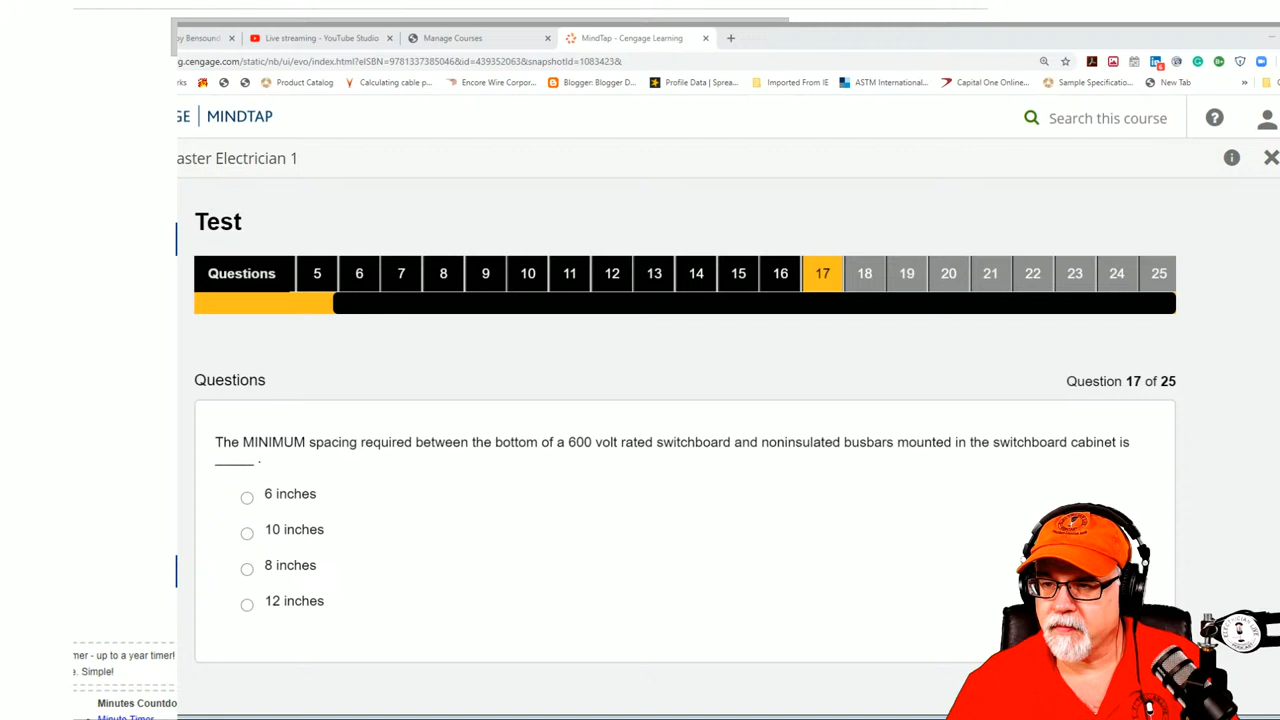 by Bensound
Live streaming - YouTube Studio
Manage Courses
MindTap - Cengage Learning
g.cengage.com/static/nb/ui/evo/index.html?eISBN=9781337385046&id=439352063&snapshotId=1083423&
rks
Product Catalog
Calculating cable p...
Encore Wire Corpor...
Blogger: Blogger D...
Profile Data | Sprea...
Imported From IE
ASTM International...
Capital One Online...
Sample Specificatio...
New Tab
»
GE | MINDTAP
Search this course
aster Electrician 1
Test
Questions 5 6 7 8 9 10 11 12 13 14 15 16 17 18 19 20 21 22 23 24 25
Questions
Question 17 of 25
The MINIMUM spacing required between the bottom of a 600 volt rated switchboard and noninsulated busbars mounted in the switchboard cabinet is
_____ .
6 inches
10 inches
8 inches
12 inches
mer - up to a year timer!
e. Simple!
Minutes Countdo
Minute Timer